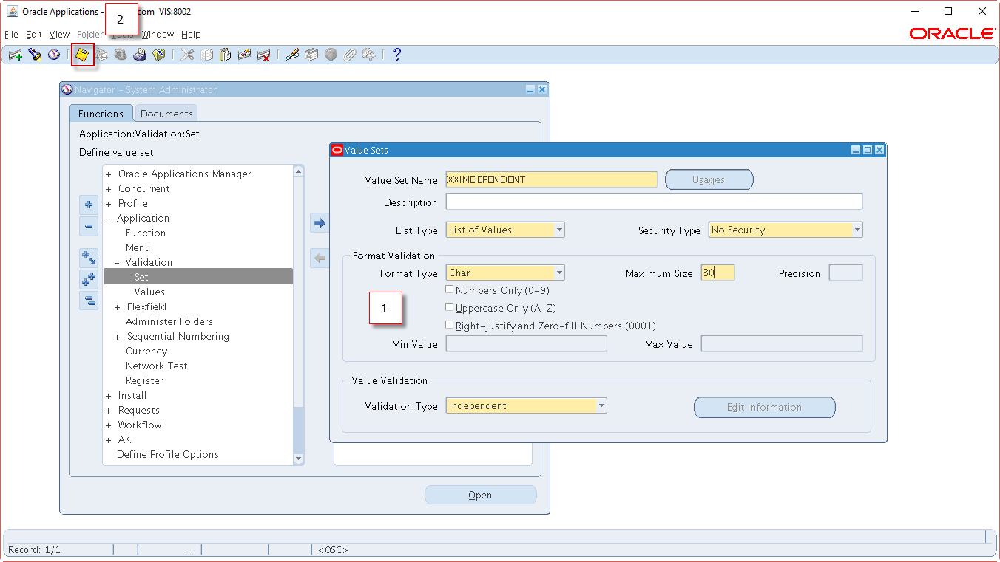 Oracle Applications - com VIS:8002
2
File Edit View Folder Tools Window Help
ORACLE
?
Navigator - System Administrator
Functions Documents
Application:Validation:Set
Define value set
+ Oracle Applications Manager
+ Concurrent
+ Profile
- Application
Function
Menu
- Validation
Set
Values
+ Flexfield
Administer Folders
+ Sequential Numbering
Currency
Network Test
Register
+ Install
+ Requests
+ Workflow
+ AK
Define Profile Options
Open
Value Sets
Value Set Name XXINDEPENDENT Usages
Description
List Type List of Values Security Type No Security
Format Validation
Format Type Char Maximum Size 30 Precision
Numbers Only (0-9)
1
Uppercase Only (A-Z)
Right-justify and Zero-fill Numbers (0001)
Min Value Max Value
Value Validation
Validation Type Independent Edit Information
Record: 1/1 ... <OSC>